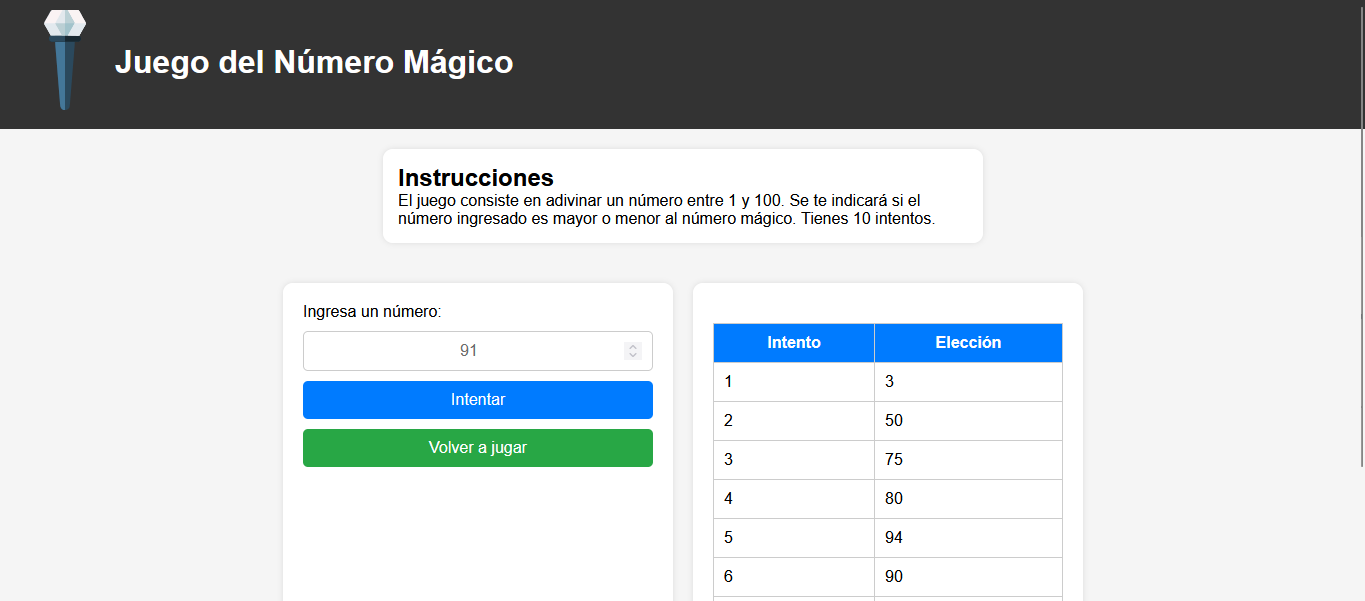 Juego del Número Mágico
Instrucciones
El juego consiste en adivinar un número entre 1 y 100. Se te indicará si el
número ingresado es mayor o menor al número mágico. Tienes 10 intentos.
Ingresa un número:
91
Intentar
Volver a jugar
Intento Elección
1 3
2 50
3 75
4 80
5 94
6 90